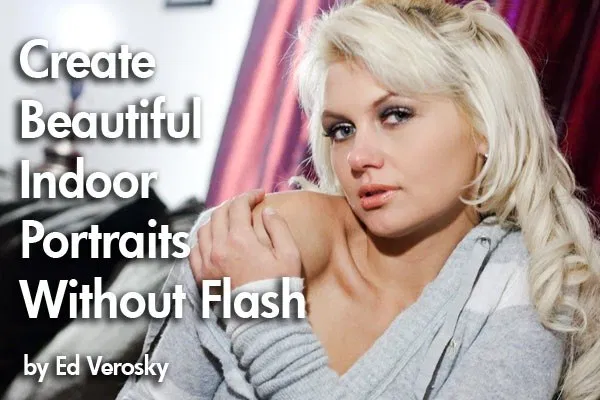 Create
Beautiful
Indoor
Portraits
Without Flash
by Ed Verosky